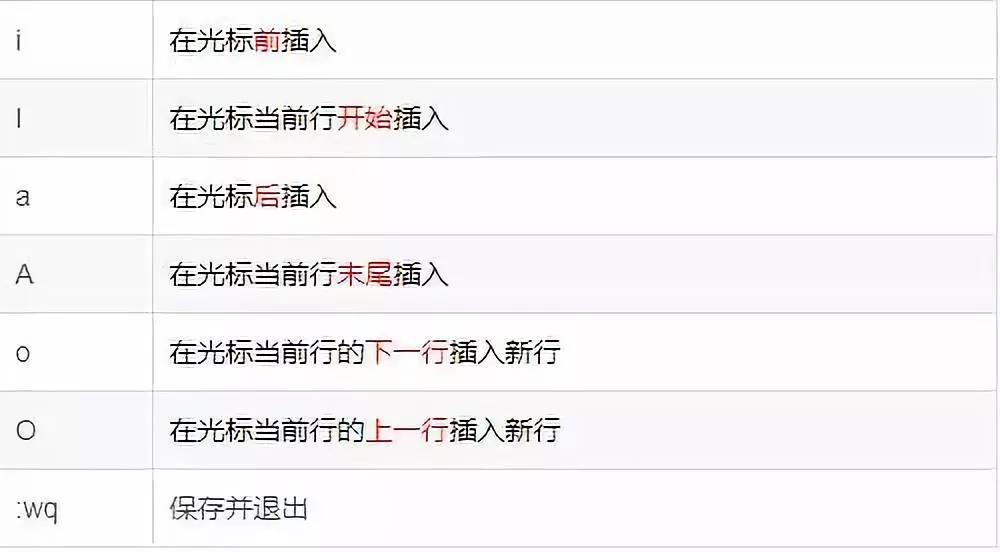 i 在光标前插入
I 在光标当前行开始插入
a 在光标后插入
A 在光标当前行末尾插入
o 在光标当前行的下一行插入新行
O 在光标当前行的上一行插入新行
:wq 保存并退出